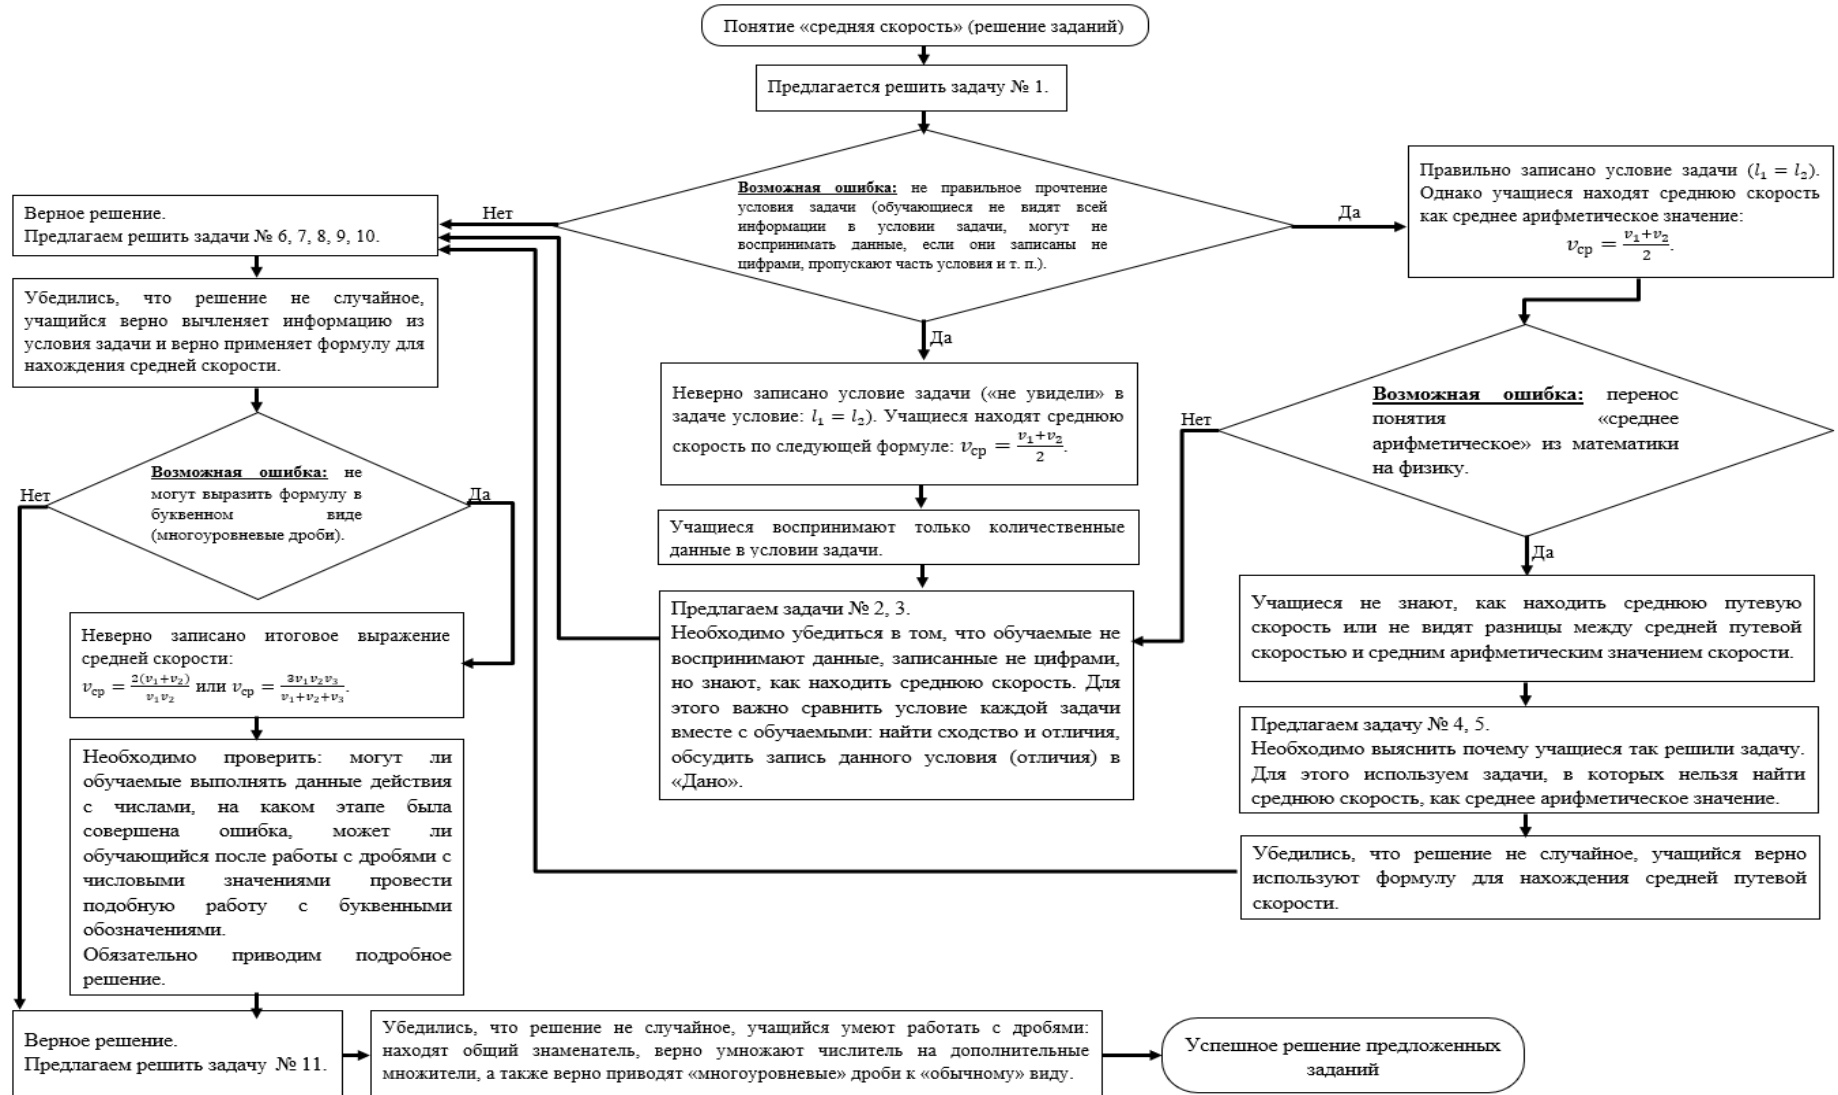 Понятие «средняя скорость» (решение заданий)
Предлагается решить задачу № 1.
Возможная ошибка: не правильное прочтение
условия задачи (обучающиеся не видят всей
информации в условии задачи, могут не
воспринимать данные, если они записаны не
цифрами, пропускают часть условия и т. п.).
Нет
Да
Да
Правильно записано условие задачи (l₁ = l₂).
Однако учащиеся находят среднюю скорость
как среднее арифметическое значение:
v_ср = (v₁+v₂)/2.
Верное решение.
Предлагаем решить задачи № 6, 7, 8, 9, 10.
Убедились, что решение не случайное,
учащийся верно вычленяет информацию из
условия задачи и верно применяет формулу для
нахождения средней скорости.
Возможная ошибка: не
могут выразить формулу в
буквенном виде
(многоуровневые дроби).
Нет
Да
Неверно записано итоговое выражение
средней скорости:
v_ср = 2(v₁+v₂)/(v₁v₂) или v_ср = 3v₁v₂v₃/(v₁+v₂+v₃).
Необходимо проверить: могут ли
обучаемые выполнять данные действия
с числами, на каком этапе была
совершена ошибка, может ли
обучающийся после работы с дробями с
числовыми значениями провести
подобную работу с буквенными
обозначениями.
Обязательно приводим подробное
решение.
Неверно записано условие задачи («не увидели» в
задаче условие: l₁ = l₂). Учащиеся находят среднюю
скорость по следующей формуле: v_ср = (v₁+v₂)/2.
Учащиеся воспринимают только количественные
данные в условии задачи.
Предлагаем задачи № 2, 3.
Необходимо убедиться в том, что обучаемые не
воспринимают данные, записанные не цифрами,
но знают, как находить среднюю скорость. Для
этого важно сравнить условие каждой задачи
вместе с обучаемыми: найти сходство и отличия,
обсудить запись данного условия (отличия) в
«Дано».
Возможная ошибка: перенос
понятия «среднее
арифметическое» из математики
на физику.
Нет
Да
Учащиеся не знают, как находить среднюю путевую
скорость или не видят разницы между средней путевой
скоростью и средним арифметическим значением скорости.
Предлагаем задачу № 4, 5.
Необходимо выяснить почему учащиеся так решили задачу.
Для этого используем задачи, в которых нельзя найти
среднюю скорость, как среднее арифметическое значение.
Убедились, что решение не случайное, учащийся верно
используют формулу для нахождения средней путевой
скорости.
Верное решение.
Предлагаем решить задачу № 11.
Убедились, что решение не случайное, учащийся умеют работать с дробями:
находят общий знаменатель, верно умножают числитель на дополнительные
множители, а также верно приводят «многоуровневые» дроби к «обычному» виду.
Успешное решение предложенных
заданий